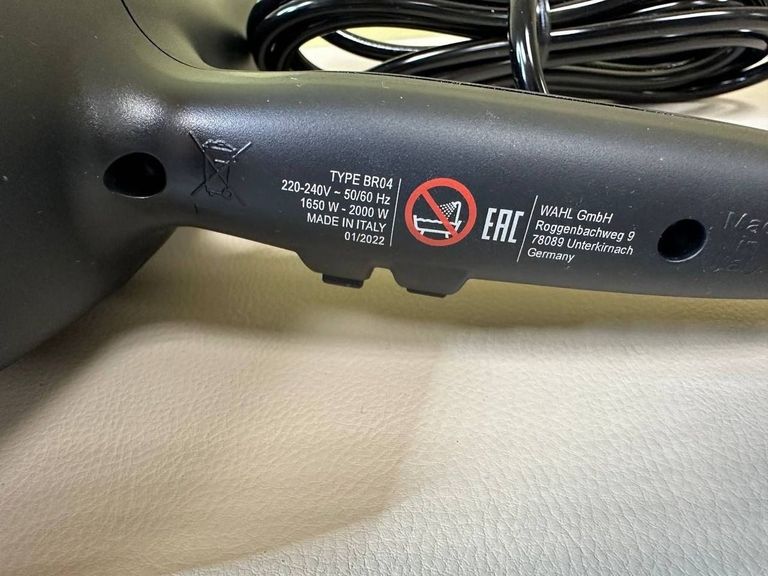 TYPE BR04
220-240V ~ 50/60 Hz
1650 W - 2000 W
MADE IN ITALY
01/2022
EAC
WAHL GmbH
Roggenbachweg 9
78089 Unterkirnach
Germany